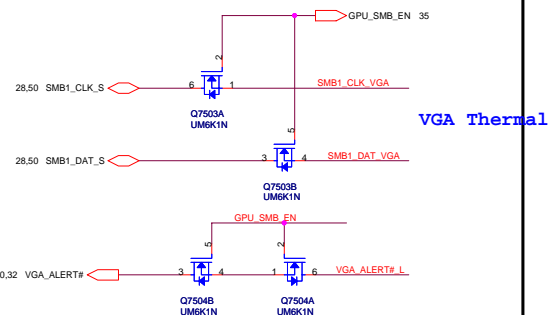 GPU_SMB_EN 35
2
28,50 SMB1_CLK_S 6 1 SMB1_CLK_VGA
Q7503A
UM6K1N
VGA Thermal
5
28,50 SMB1_DAT_S 3 4 SMB1_DAT_VGA
Q7503B
UM6K1N
GPU_SMB_EN
5 2
0,32 VGA_ALERT# 3 4 1 6 VGA_ALERT#_L
Q7504B Q7504A
UM6K1N UM6K1N